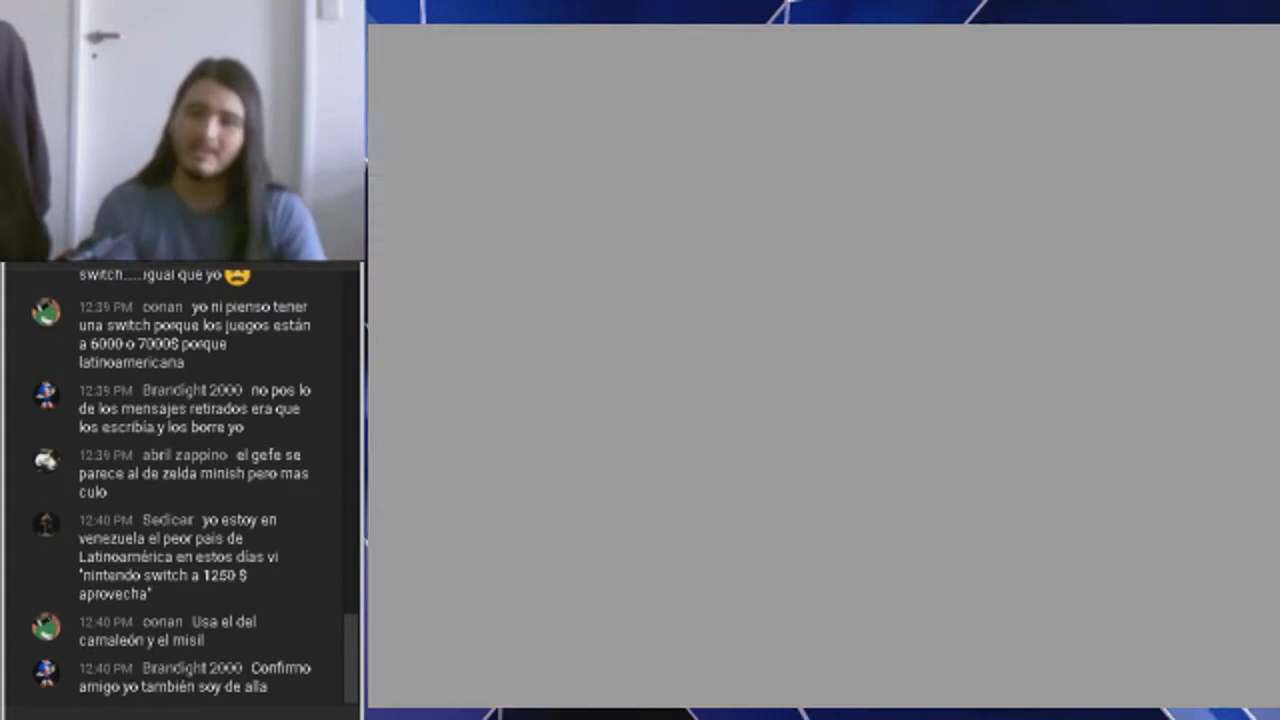 switch.....igual que yo
12:39 PM conan yo ni pienso tener
una switch porque los juegos están
a 6000 o 7000$ porque
latinoamericana
12:39 PM Brandight 2000 no pos lo
de los mensajes retirados era que
los escribía y los borre yo
12:39 PM abril zappino el gefe se
parece al de zelda minish pero mas
culo
12:40 PM Sedicar yo estoy en
venezuela el peor pais de
Latinoamérica en estos días vi
"nintendo switch a 1250 $
aprovecha"
12:40 PM conan Usa el del
camaleón y el misil
12:40 PM Brandight 2000 Confirmo
amigo yo también soy de alla